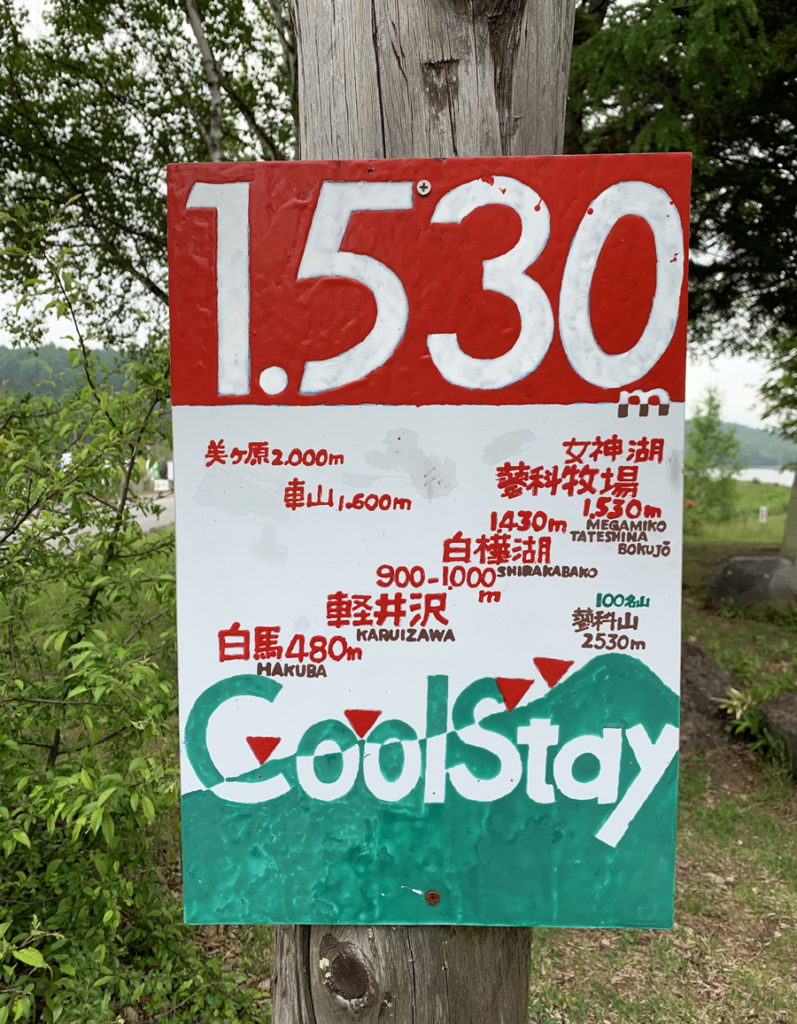 1.530
m
美ヶ原2.000m
車山1.600m
女神湖
蓼科牧場
1.530m
MEGAMIKO
TATESHINA
BOKUJŌ
1.430m
白樺湖
SHIRAKABAKO
900-1.000
m
軽井沢
KARUIZAWA
白馬480m
HAKUBA
100名山
蓼科山
2530m
CoolStay